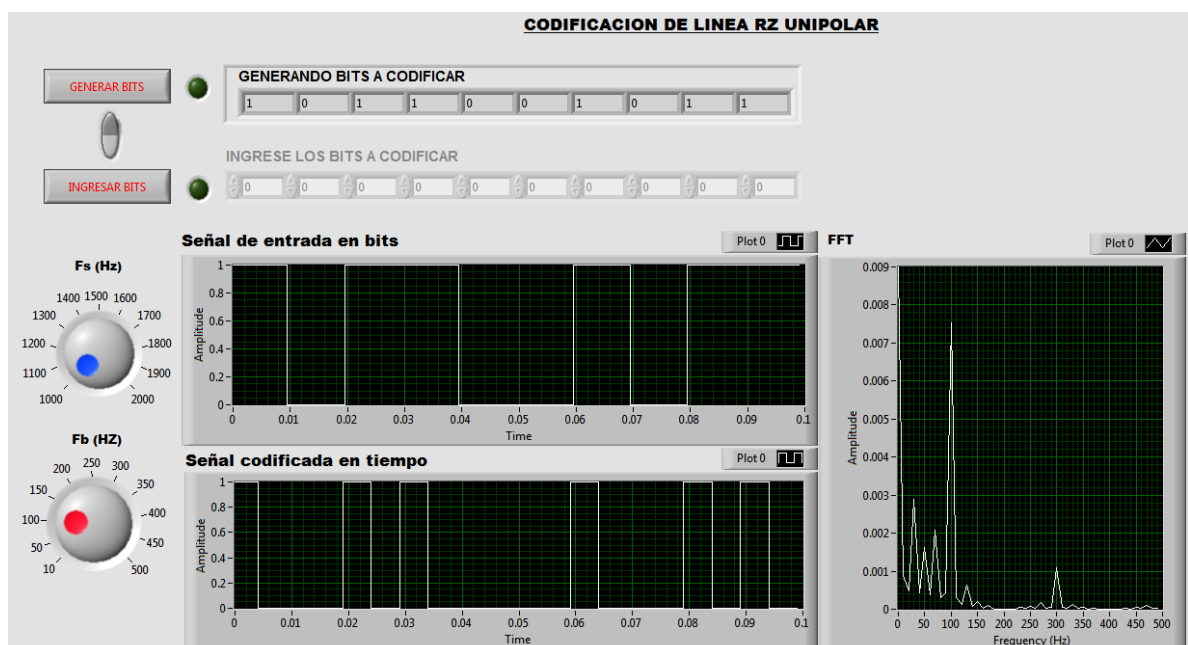 CODIFICACION DE LINEA RZ UNIPOLAR
GENERAR BITS
GENERANDO BITS A CODIFICAR
1 0 1 1 0 0 1 0 1 1
INGRESE LOS BITS A CODIFICAR
INGRESAR BITS
0 0 0 0 0 0 0 0 0 0
Señal de entrada en bits
Plot 0
FFT
Plot 0
Fs (Hz)
1000 1100 1200 1300 1400 1500 1600 1700 1800 1900 2000
Amplitude
1
0.8
0.6
0.4
0.2
0
0 0.01 0.02 0.03 0.04 0.05 0.06 0.07 0.08 0.09 0.1
Time
Fb (HZ)
10 50 100 150 200 250 300 350 400 450 500
Señal codificada en tiempo
Plot 0
Amplitude
1
0.8
0.6
0.4
0.2
0
0 0.01 0.02 0.03 0.04 0.05 0.06 0.07 0.08 0.09 0.1
Time
Amplitude
0.009
0.008
0.007
0.006
0.005
0.004
0.003
0.002
0.001
0
0 50 100 150 200 250 300 350 400 450 500
Frequency (Hz)